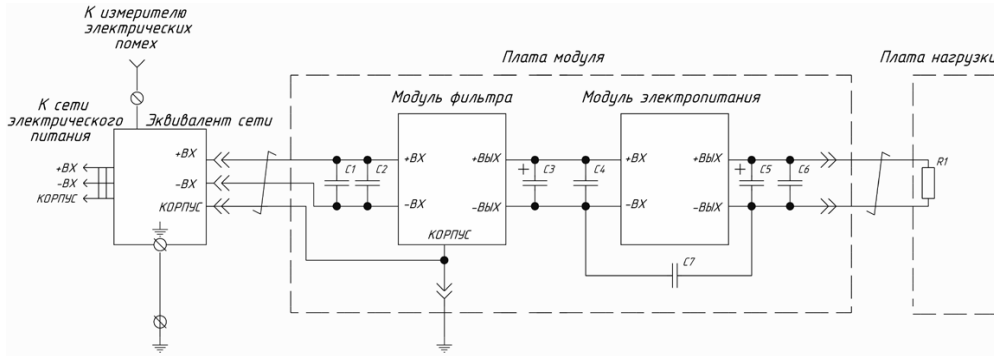 К измерителю
электрических
помех
Плата модуля
Плата нагрузки
К сети
электрического
питания
Эквивалент сети
Модуль фильтра
Модуль электропитания
+ВХ
-ВХ
КОРПУС
+ВХ
-ВХ
КОРПУС
C1
C2
+ВХ
-ВХ
+ВЫХ
-ВЫХ
КОРПУС
+
C3
C4
+ВХ
-ВХ
+ВЫХ
-ВЫХ
+
C5
C6
C7
R1